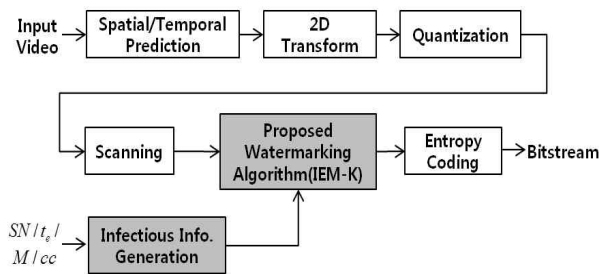 Input
Video
Spatial/Temporal
Prediction
2D
Transform
Quantization
Scanning
Proposed
Watermarking
Algorithm(IEM-K)
Entropy
Coding
Bitstream
SN/tₑ/
M/cc
Infectious Info.
Generation